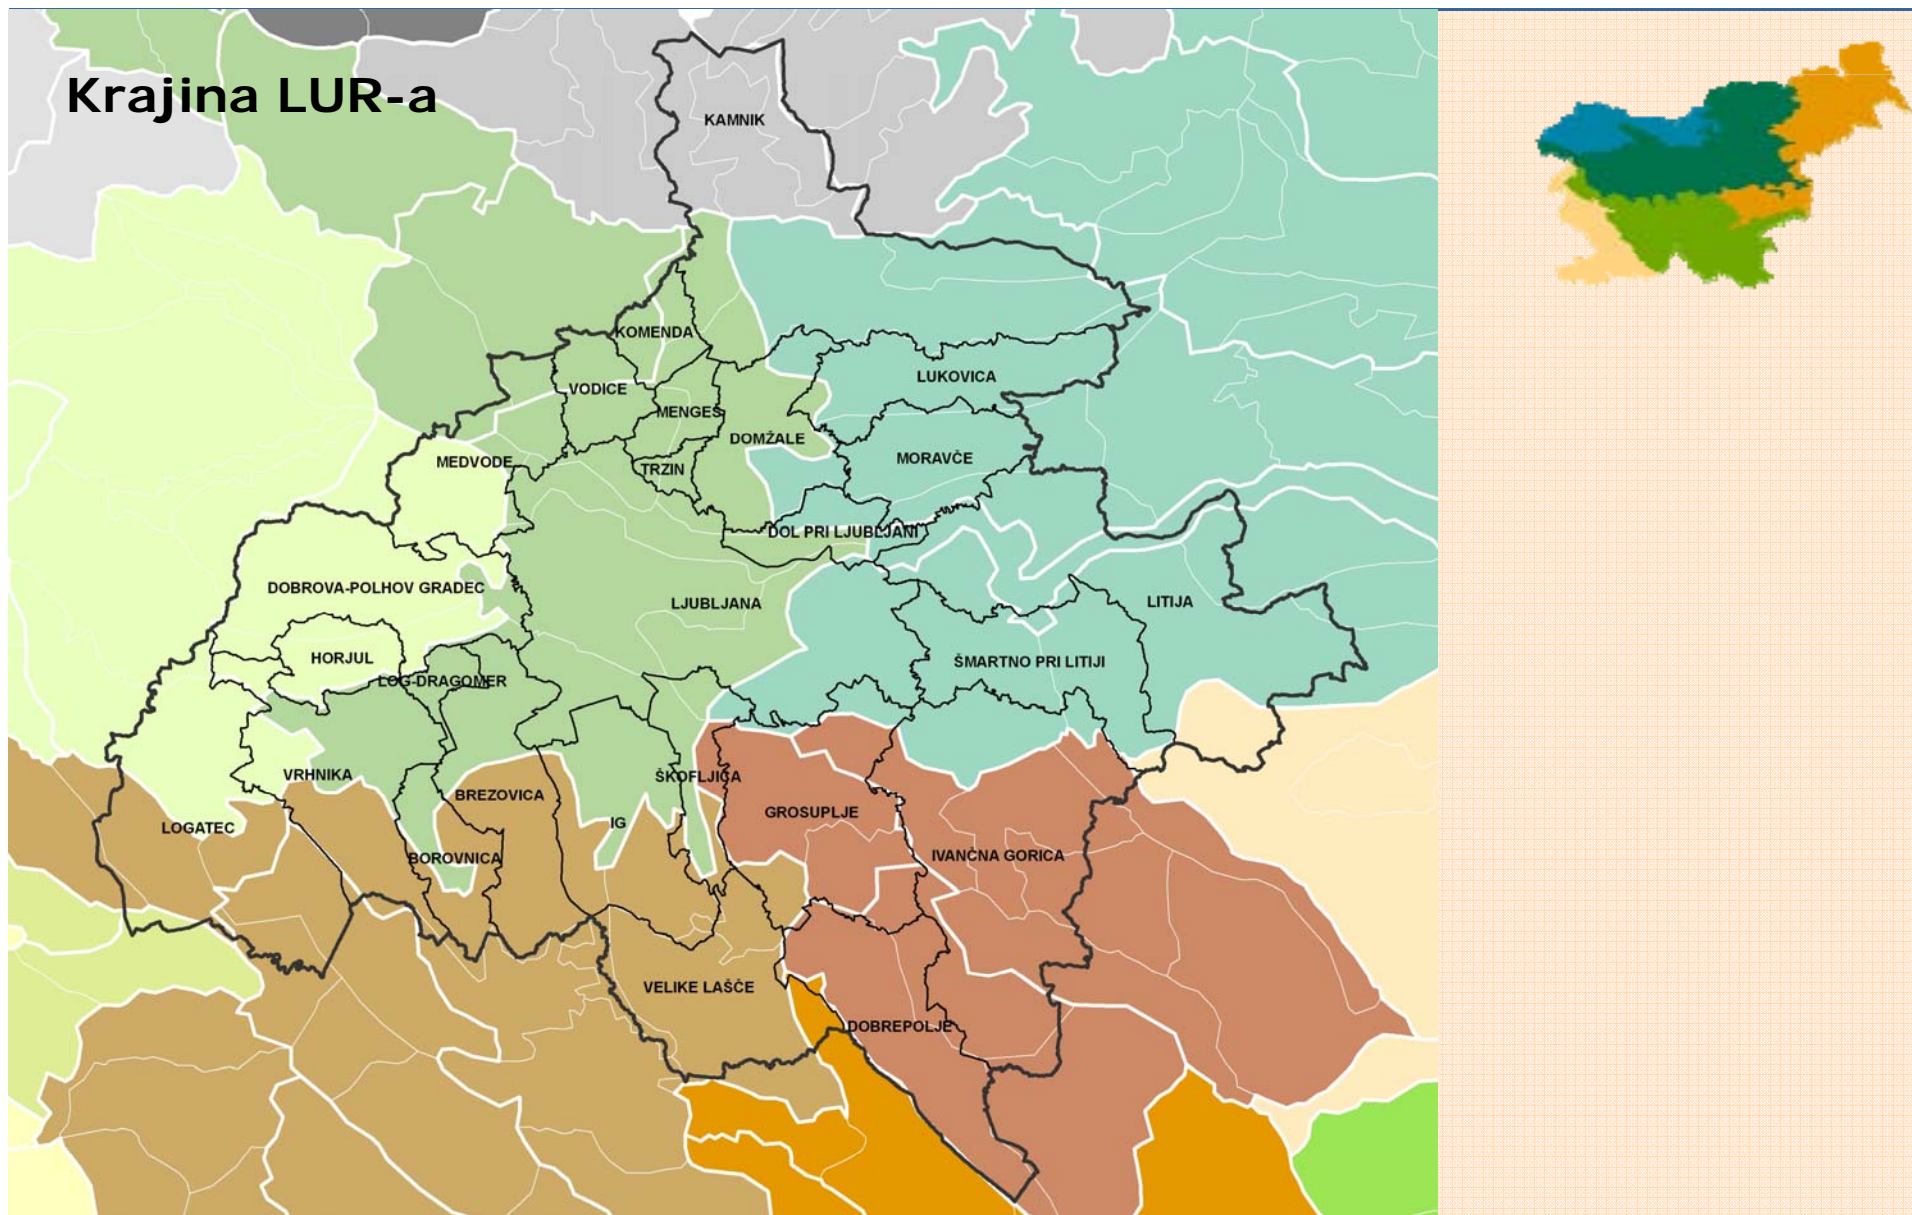 Krajina LUR-a
KAMNIK
KOMENDA
LUKOVICA
VODICE
MENGEŠ
DOMŽALE
MORAVČE
MEDVODE
TRZIN
DOL PRI LJUBLJANI
DOBROVA-POLHOV GRADEC
LJUBLJANA
LITIJA
HORJUL
ŠMARTNO PRI LITIJI
LOG-DRAGOMER
VRHNIKA
ŠKOFLJICA
BREZOVICA
GROSUPLJE
IG
LOGATEC
BOROVNICA
IVANČNA GORICA
VELIKE LAŠČE
DOBREPOLJE